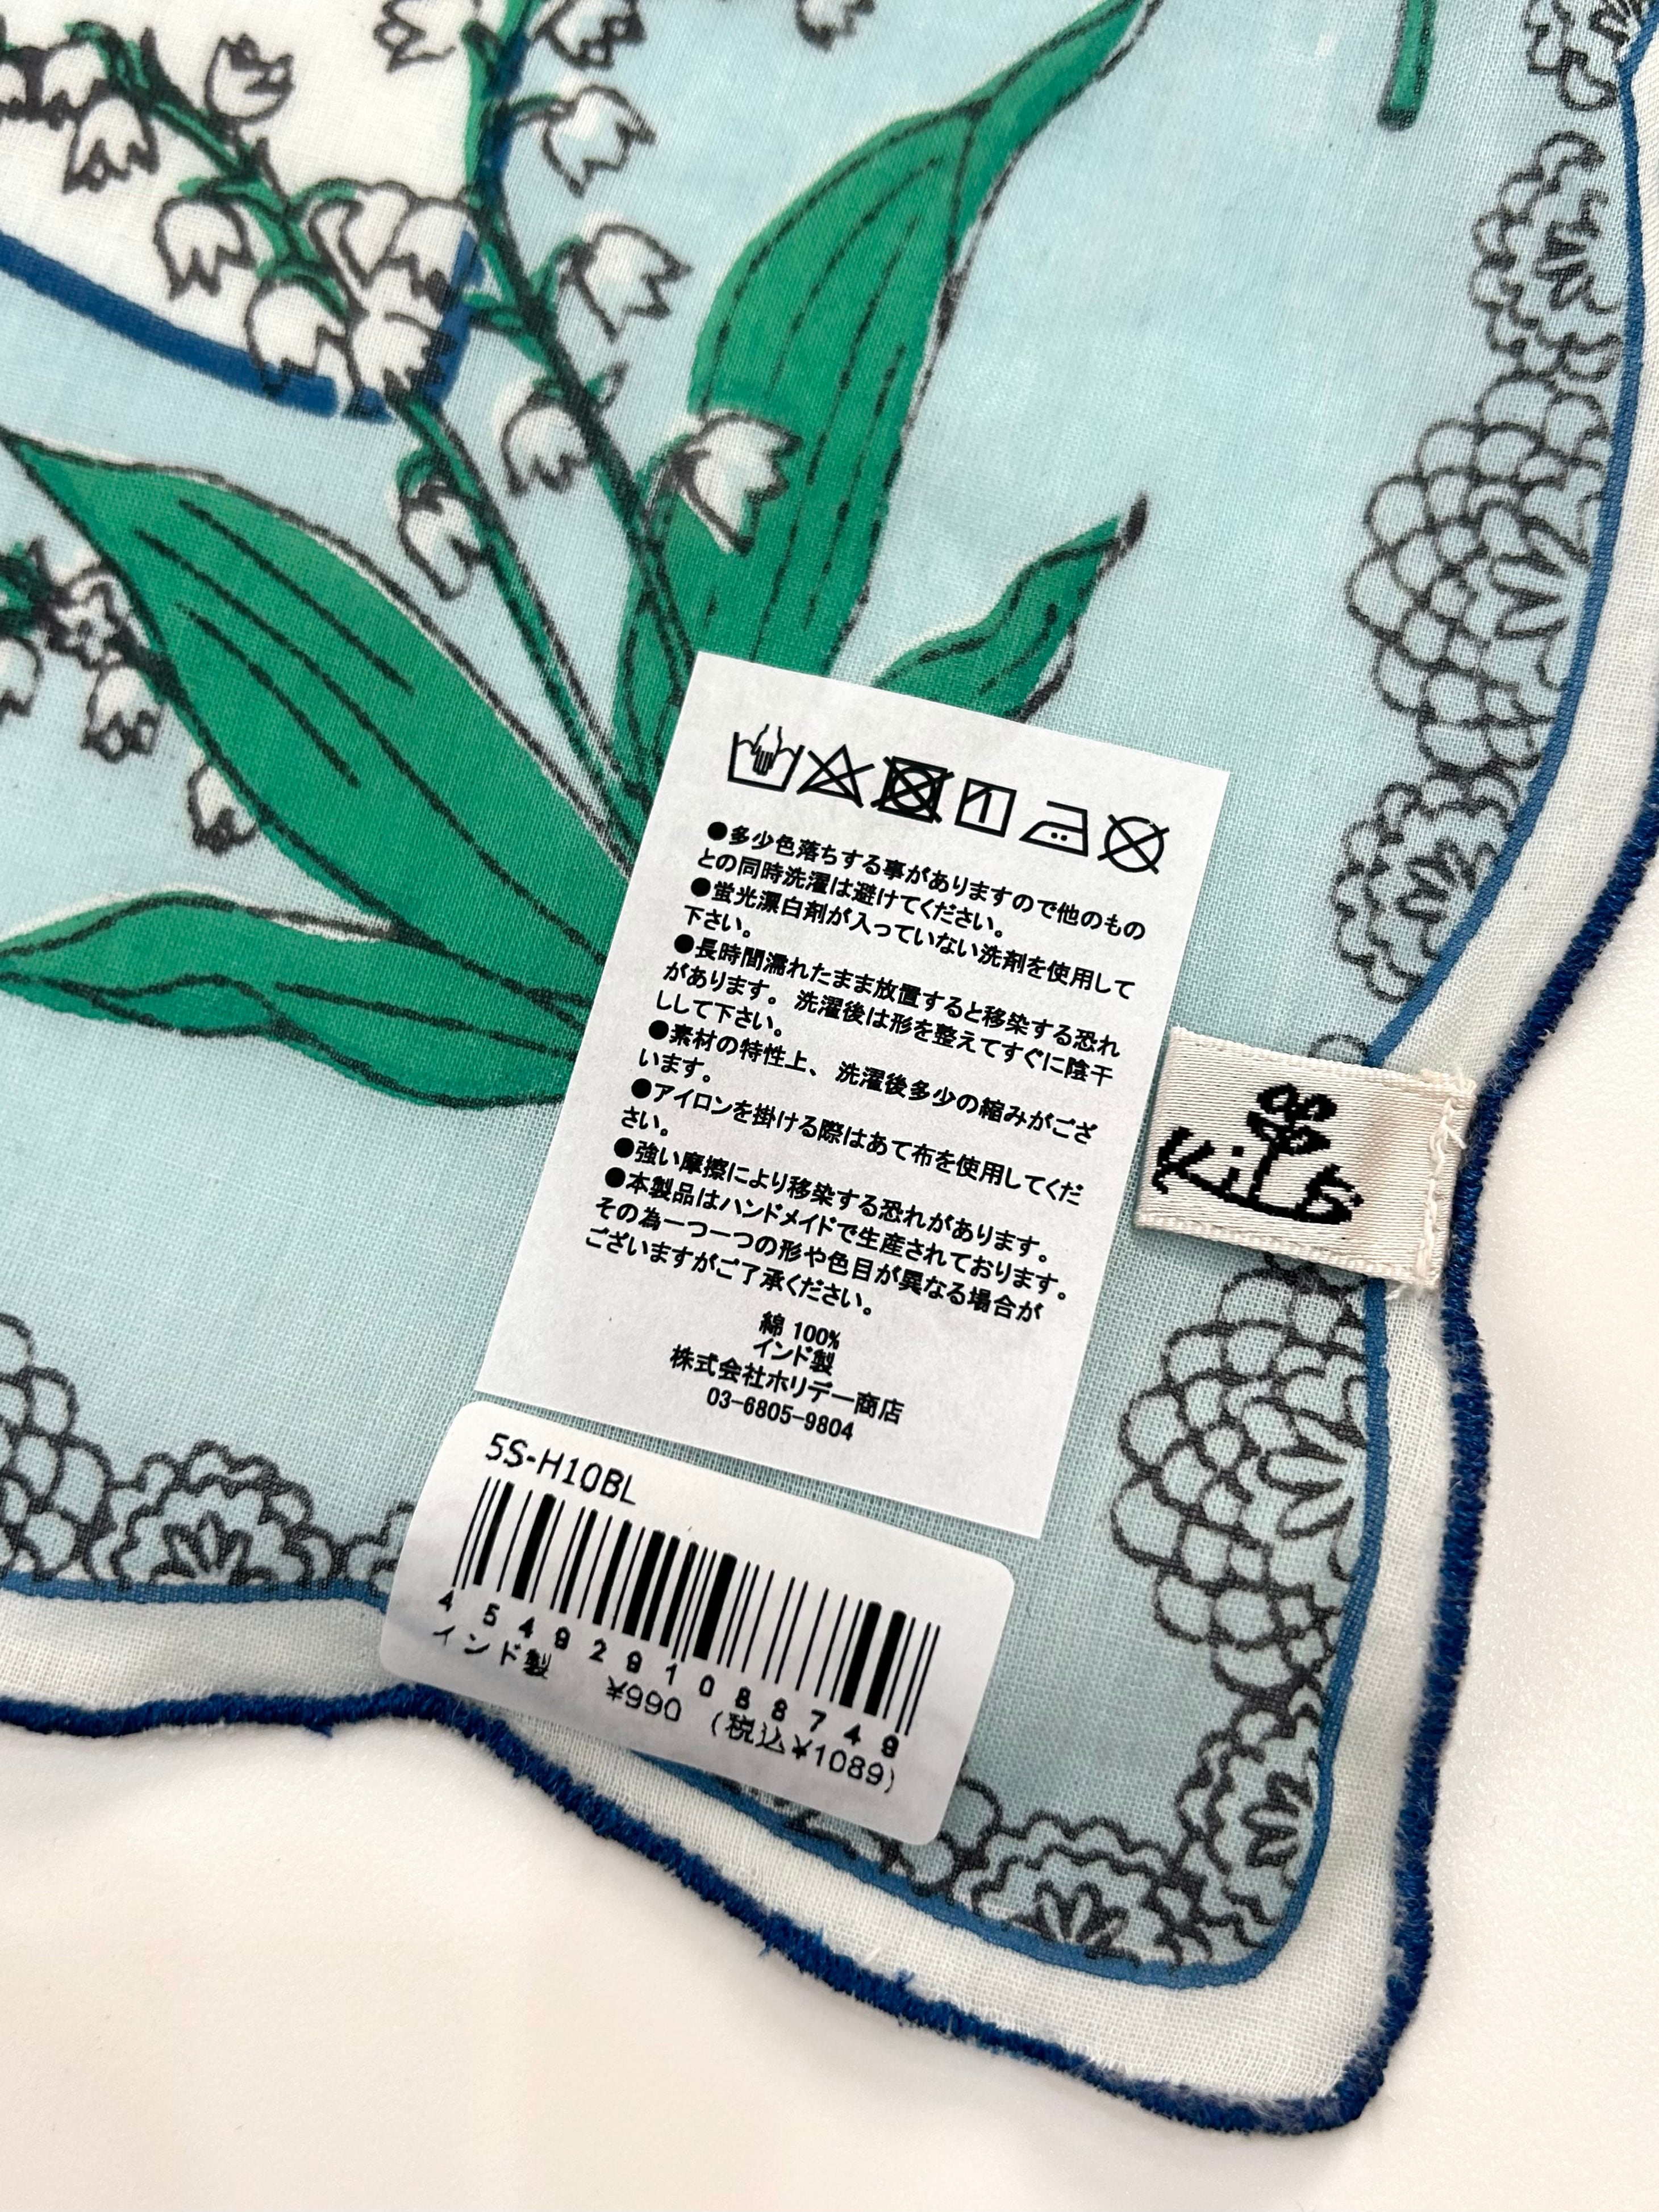 ●多少色落ちする事がありますので他のもの
との同時洗濯は避けてください。
●蛍光漂白剤が入っていない洗剤を使用して
下さい。
●長時間濡れたまま放置すると移染する恐れ
があります。洗濯後は形を整えてすぐに陰干
しして下さい。
●素材の特性上、洗濯後多少の縮みがござ
います。
●アイロンを掛ける際はあて布を使用してくだ
さい。
●強い摩擦により移染する恐れがあります。
●本製品はハンドメイドで生産されております。
その為一つ一つの形や色目が異なる場合が
ございますがご了承ください。
綿 100%
インド製
株式会社ホリデー商店
03-6805-9804
5S-H10BL
4549291088749
インド製
¥990 (税込¥1089)